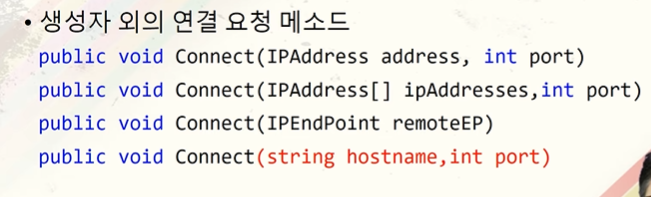 • 생성자 외의 연결 요청 메소드
public void Connect(IPAddress address, int port)
public void Connect(IPAddress[] ipAddresses,int port)
public void Connect(IPEndPoint remoteEP)
public void Connect(string hostname,int port)